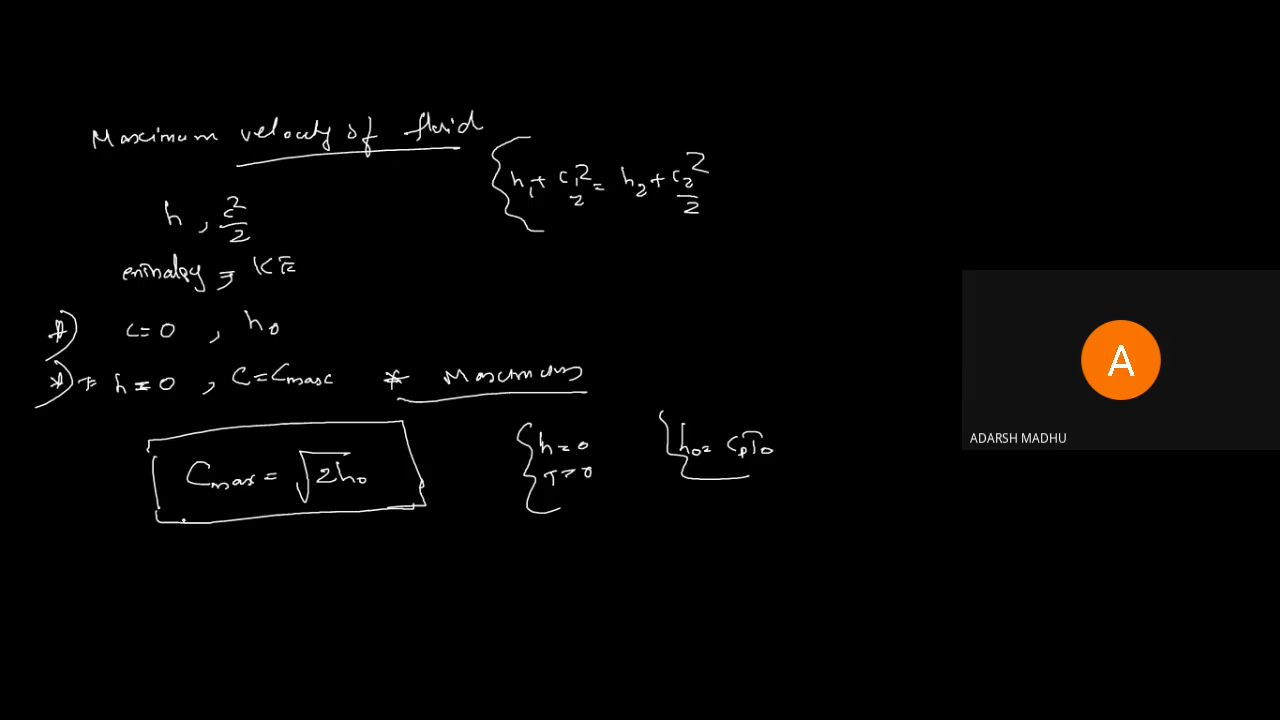 Maximum velocity of fluid
h₁ + c₁²/2 = h₂ + c₂²/2
h , c²/2
enthalpy , KE
*) c = 0 , h₀
*) h = 0 , C = Cmax * Maximum
Cmax = √2h₀
h = 0
T = 0
h₀ = CpT₀
A
ADARSH MADHU